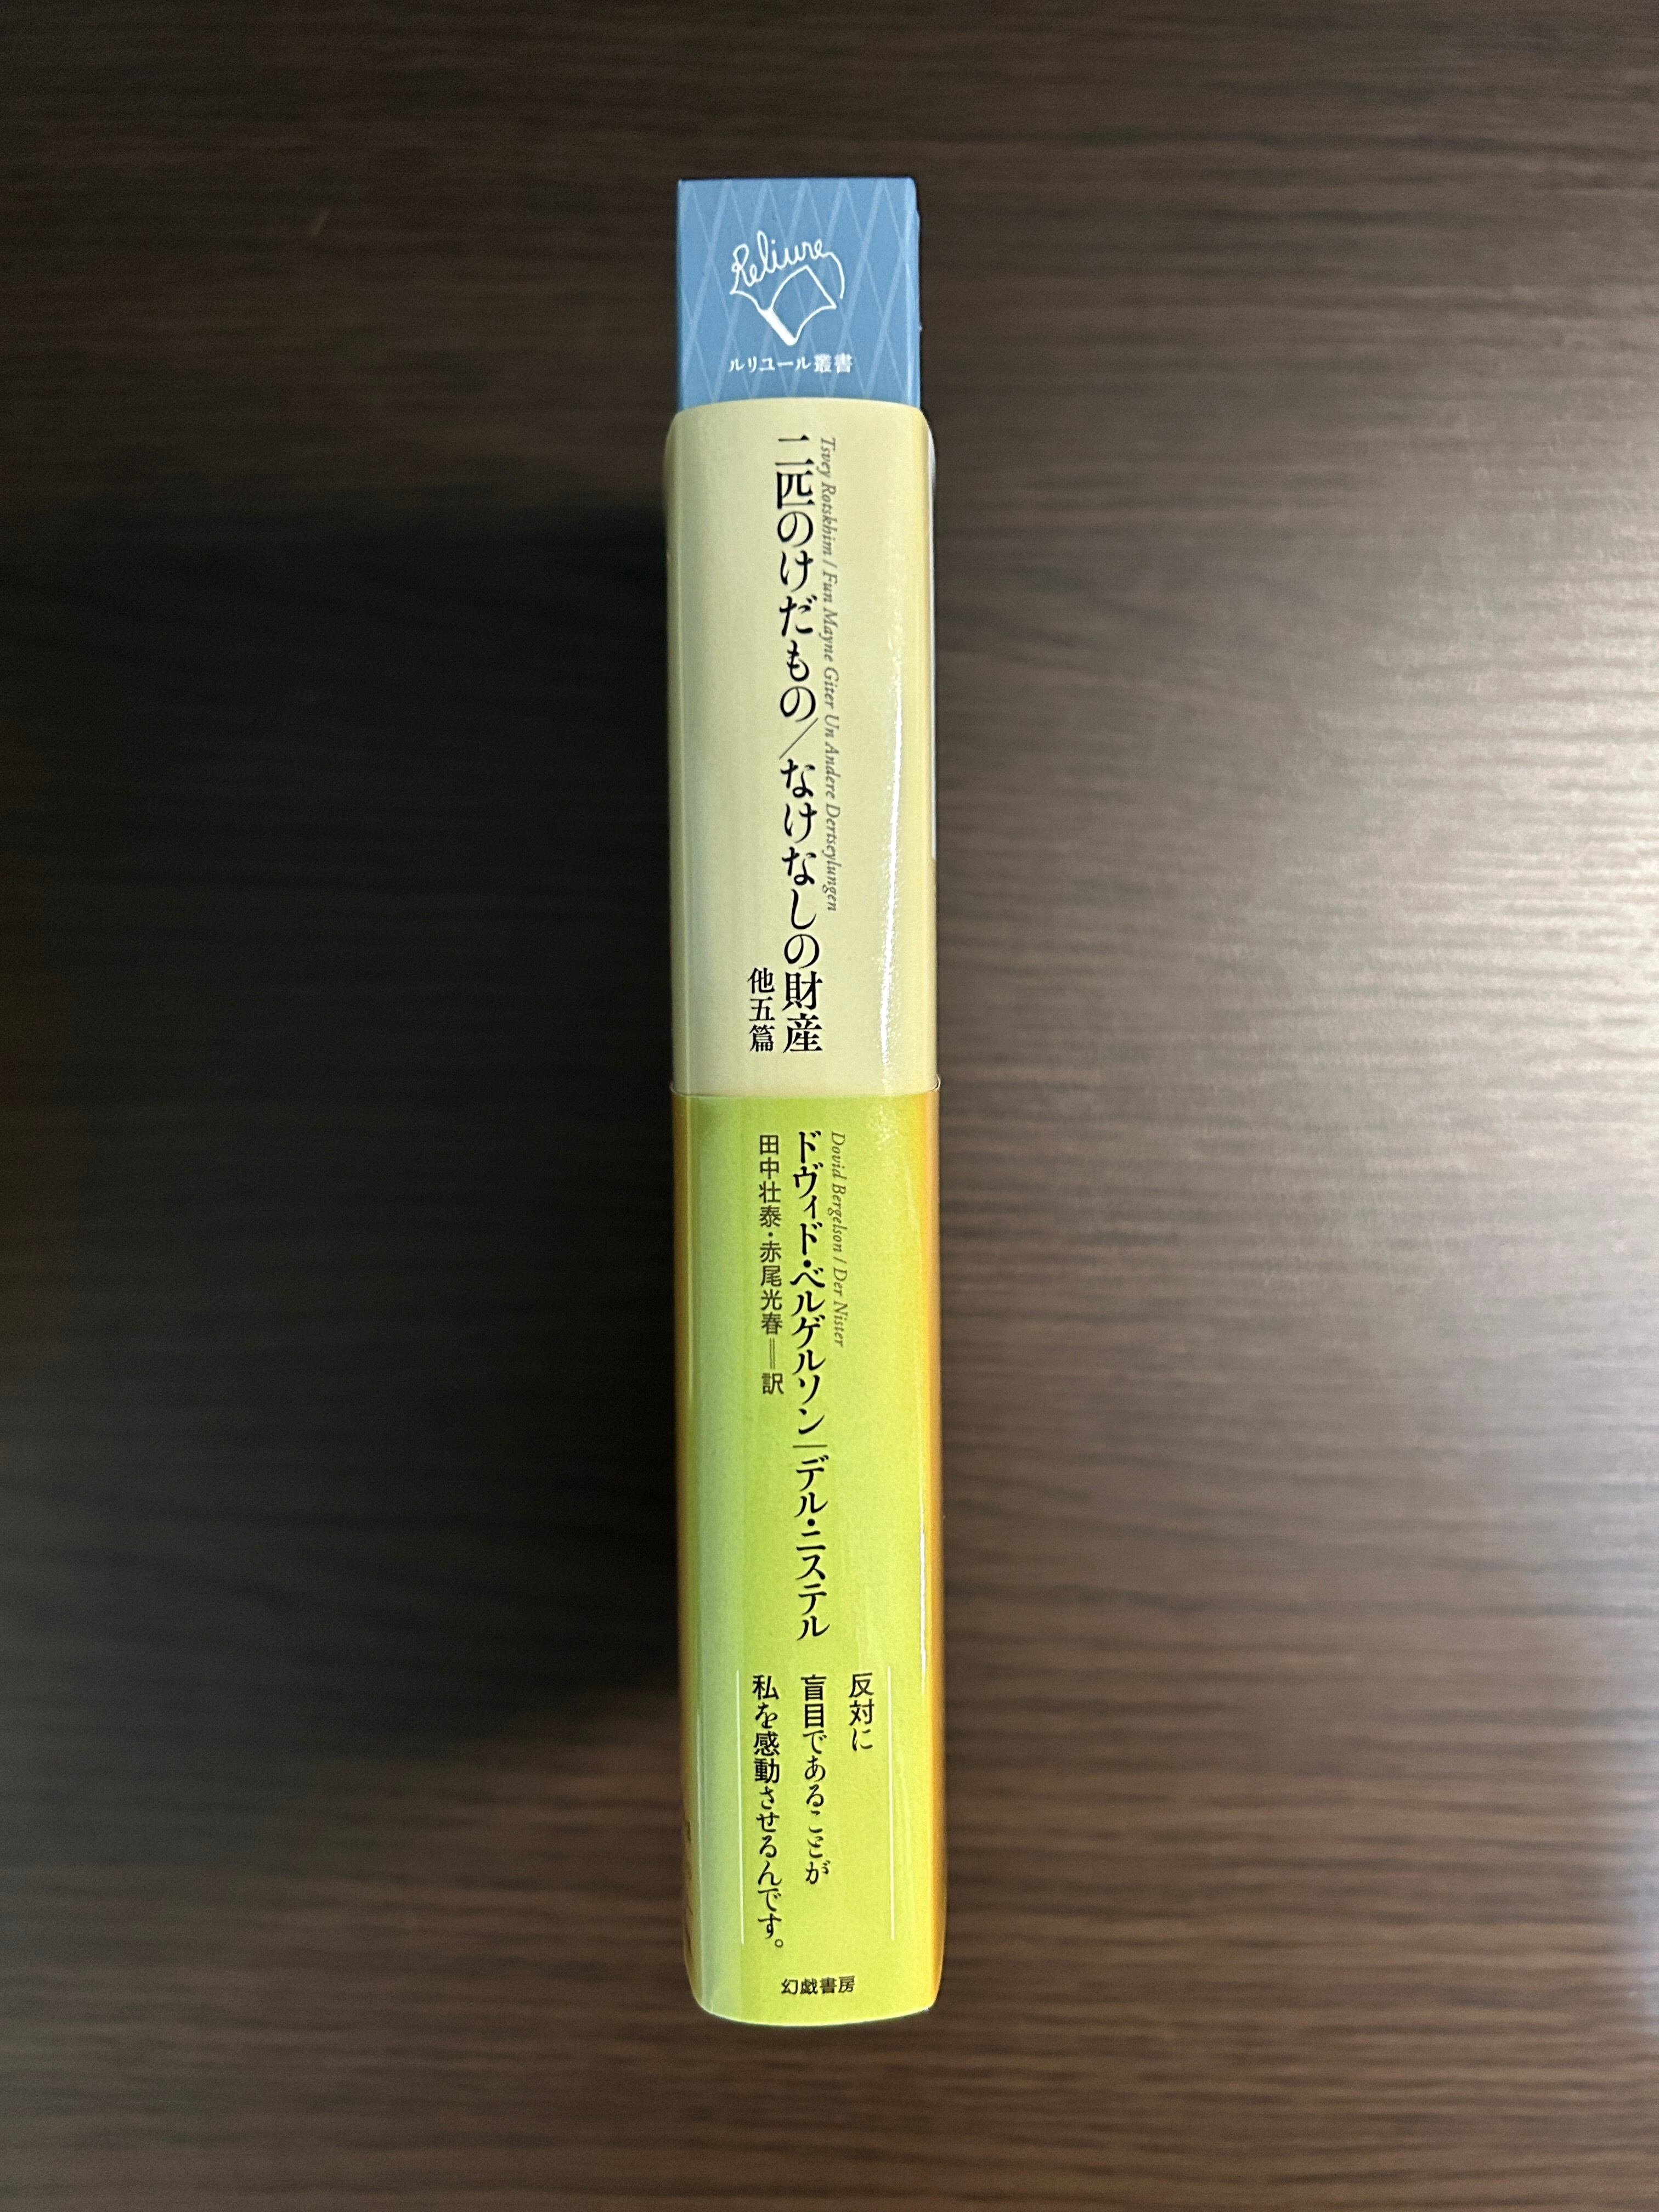 Reliure
ルリユール叢書
Tsvey Rotskhim / Fun Mayne Giter Un Andere Dertseylungen
二匹のけだもの／なけなしの財産
他五篇
Dovid Bergelson / Der Nister
ドヴィド・ベルゲルソン｜デル・ニステル
田中壮泰・赤尾光春＝訳
反対に
盲目であることが
私を感動させるんです。
幻戯書房